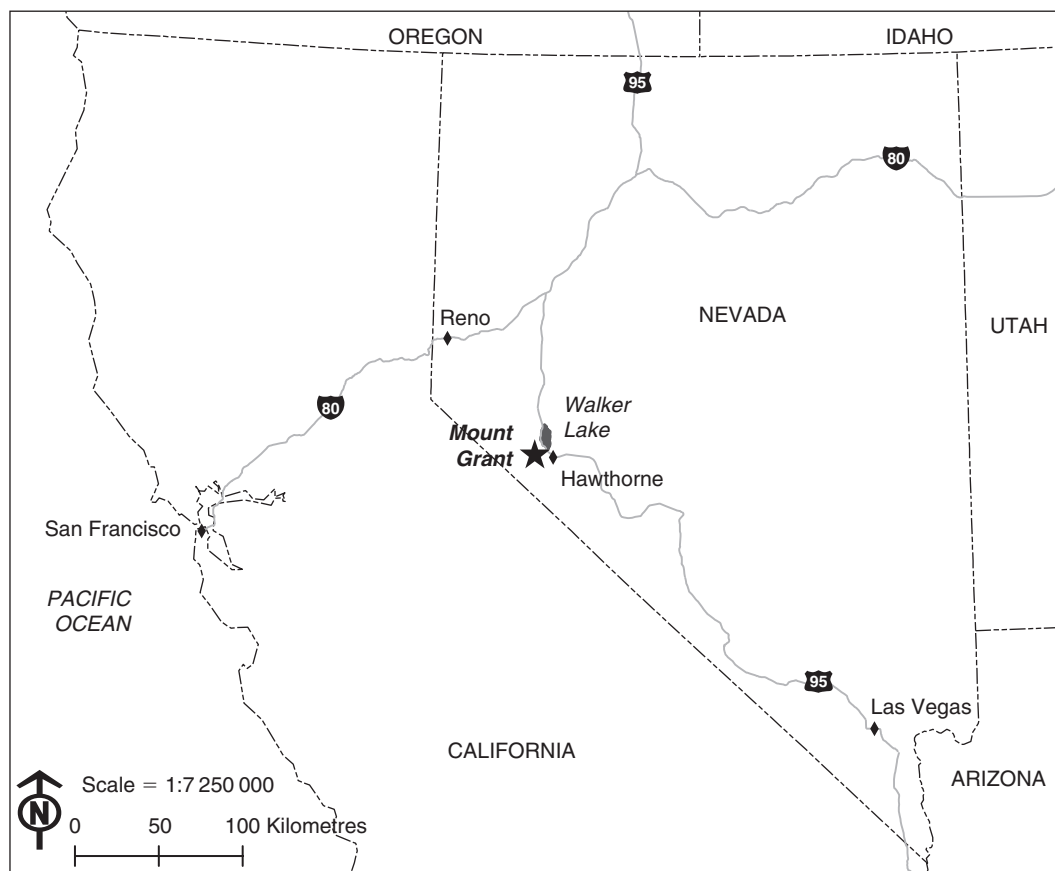 OREGON
IDAHO
95
80
NEVADA
Reno
UTAH
80
Walker
Lake
Mount
Grant
Hawthorne
San Francisco
PACIFIC
OCEAN
95
Las Vegas
CALIFORNIA
ARIZONA
N
Scale = 1:7 250 000
0 50 100 Kilometres